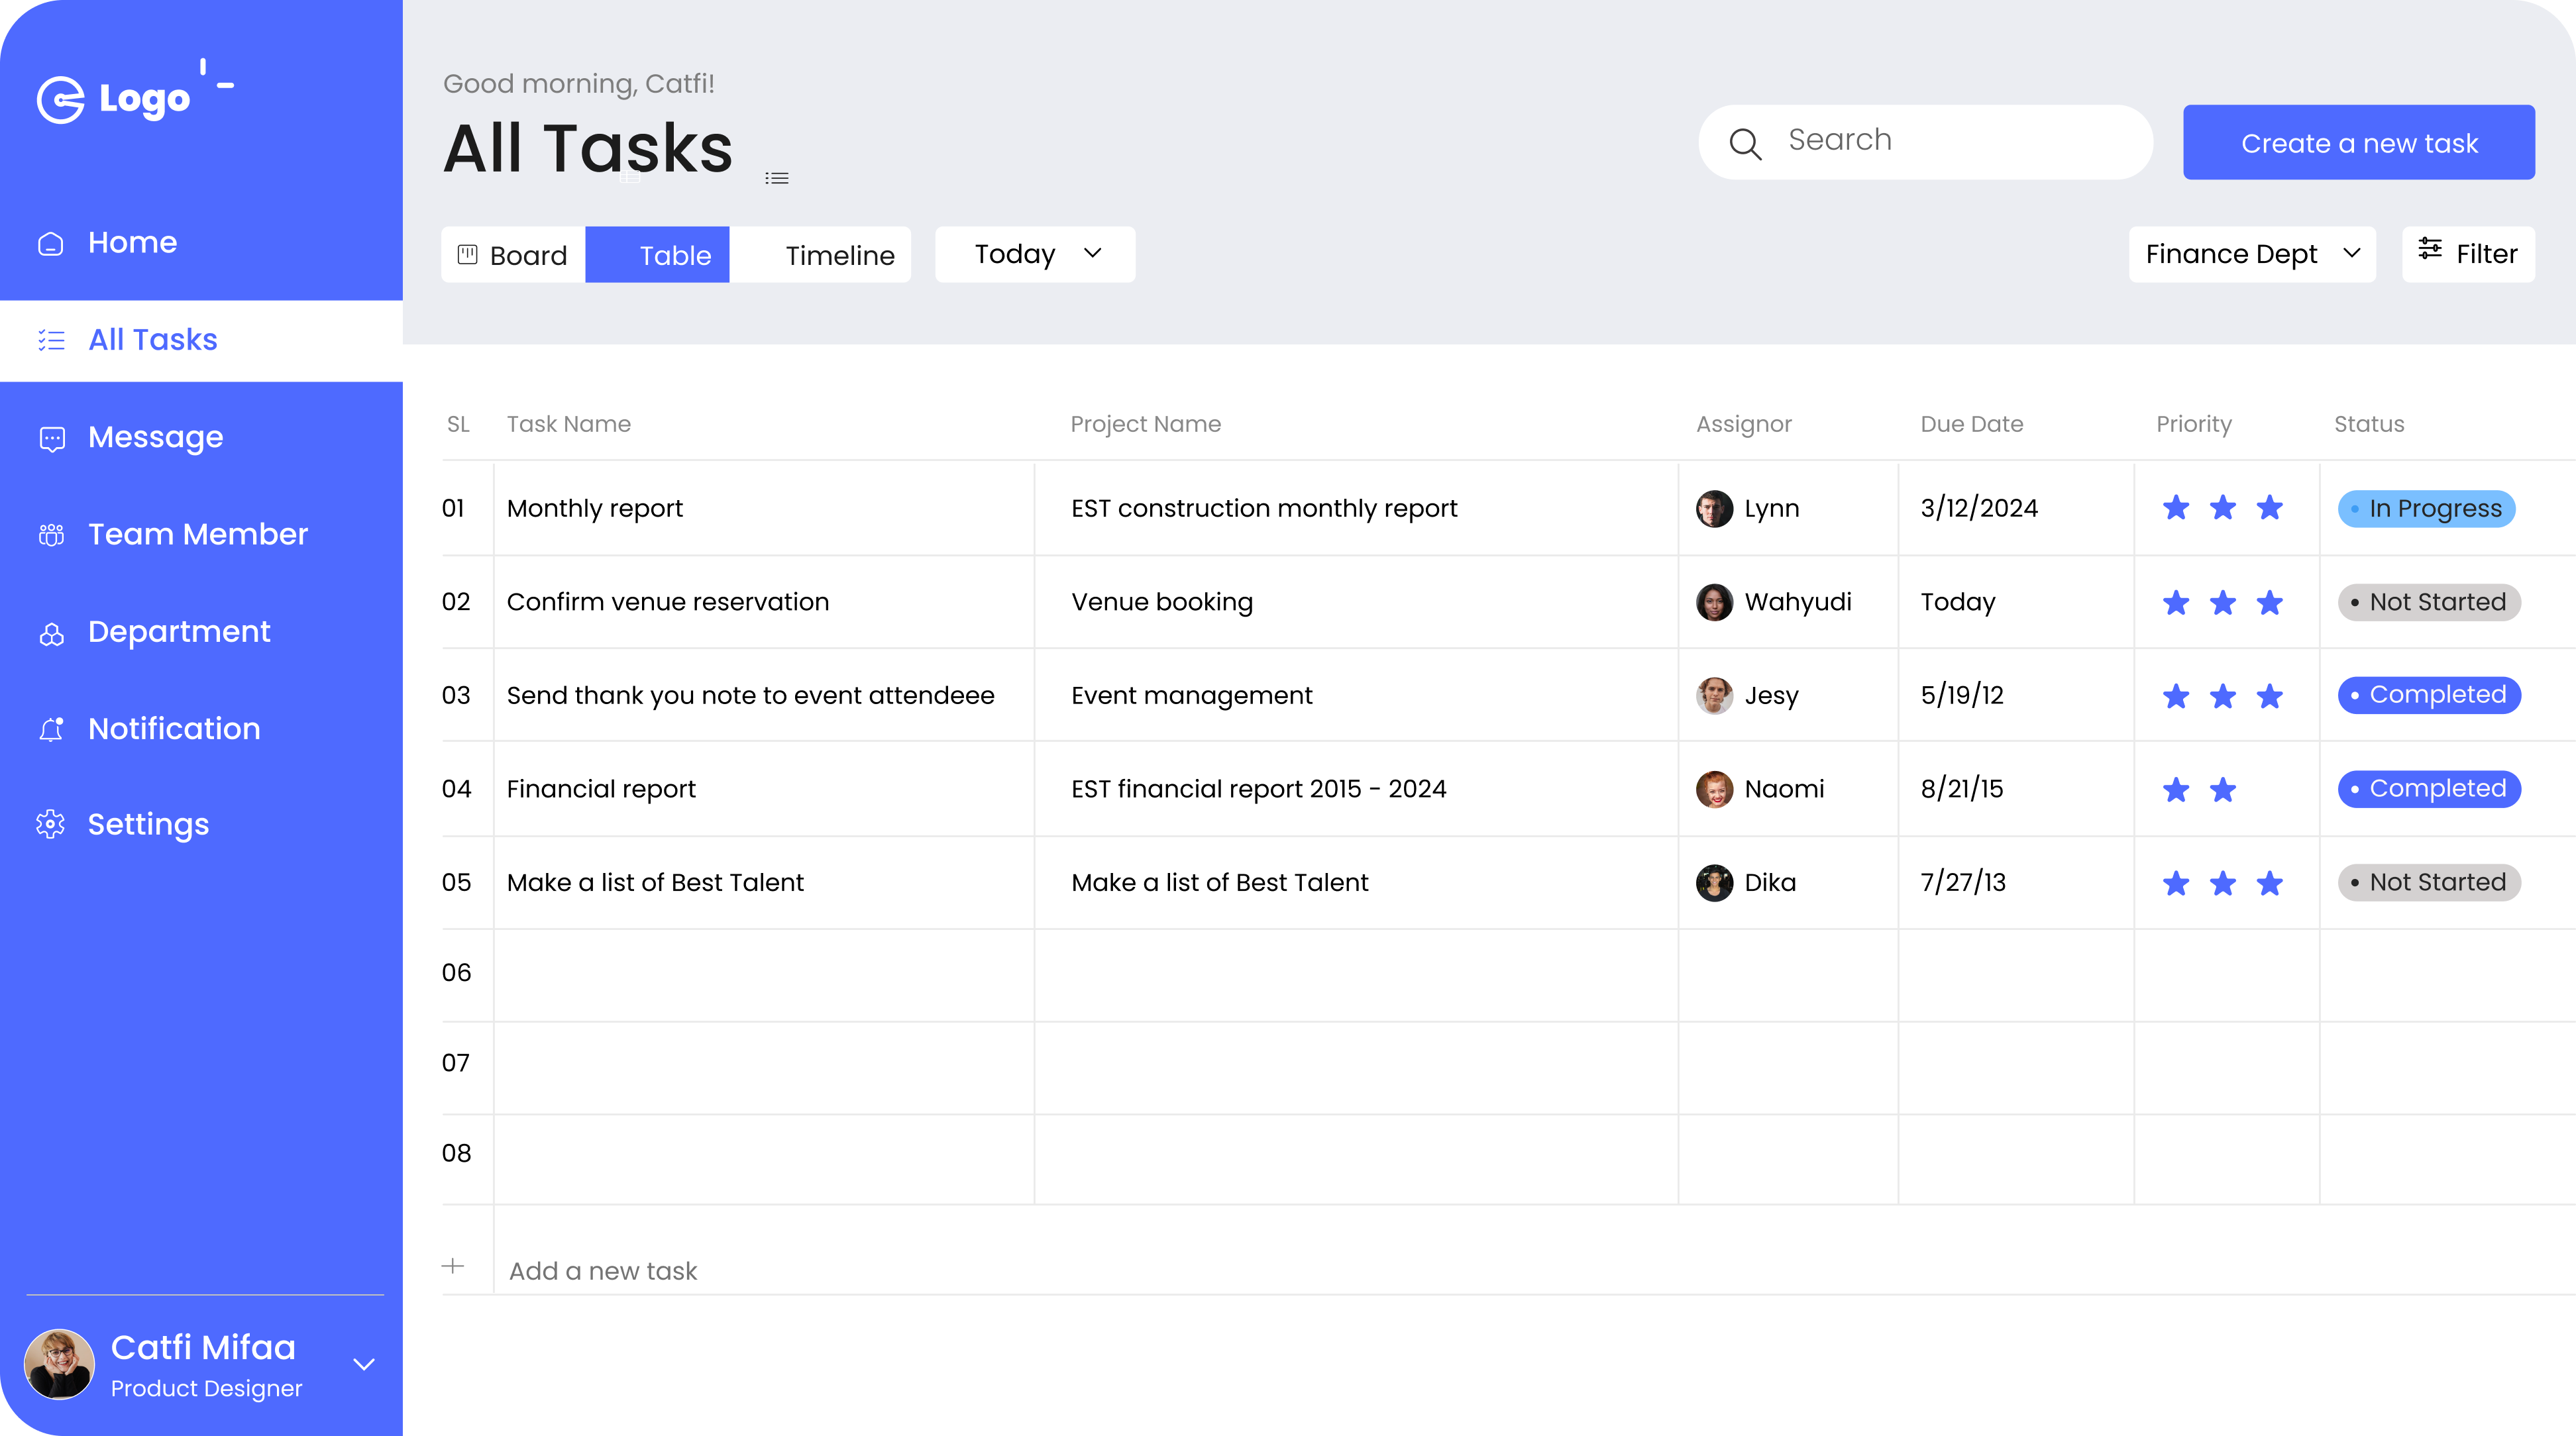 Logo
Home
All Tasks
Message
Team Member
Department
Notification
Settings
Catfi Mifaa
Product Designer
Good morning, Catfi!
All Tasks
Search
Create a new task
Board Table Timeline Today
Finance Dept Filter
SL Task Name Project Name Assignor Due Date Priority Status
01 Monthly report EST construction monthly report Lynn 3/12/2024 In Progress
02 Confirm venue reservation Venue booking Wahyudi Today Not Started
03 Send thank you note to event attendeee Event management Jesy 5/19/12 Completed
04 Financial report EST financial report 2015 - 2024 Naomi 8/21/15 Completed
05 Make a list of Best Talent Make a list of Best Talent Dika 7/27/13 Not Started
06
07
08
Add a new task